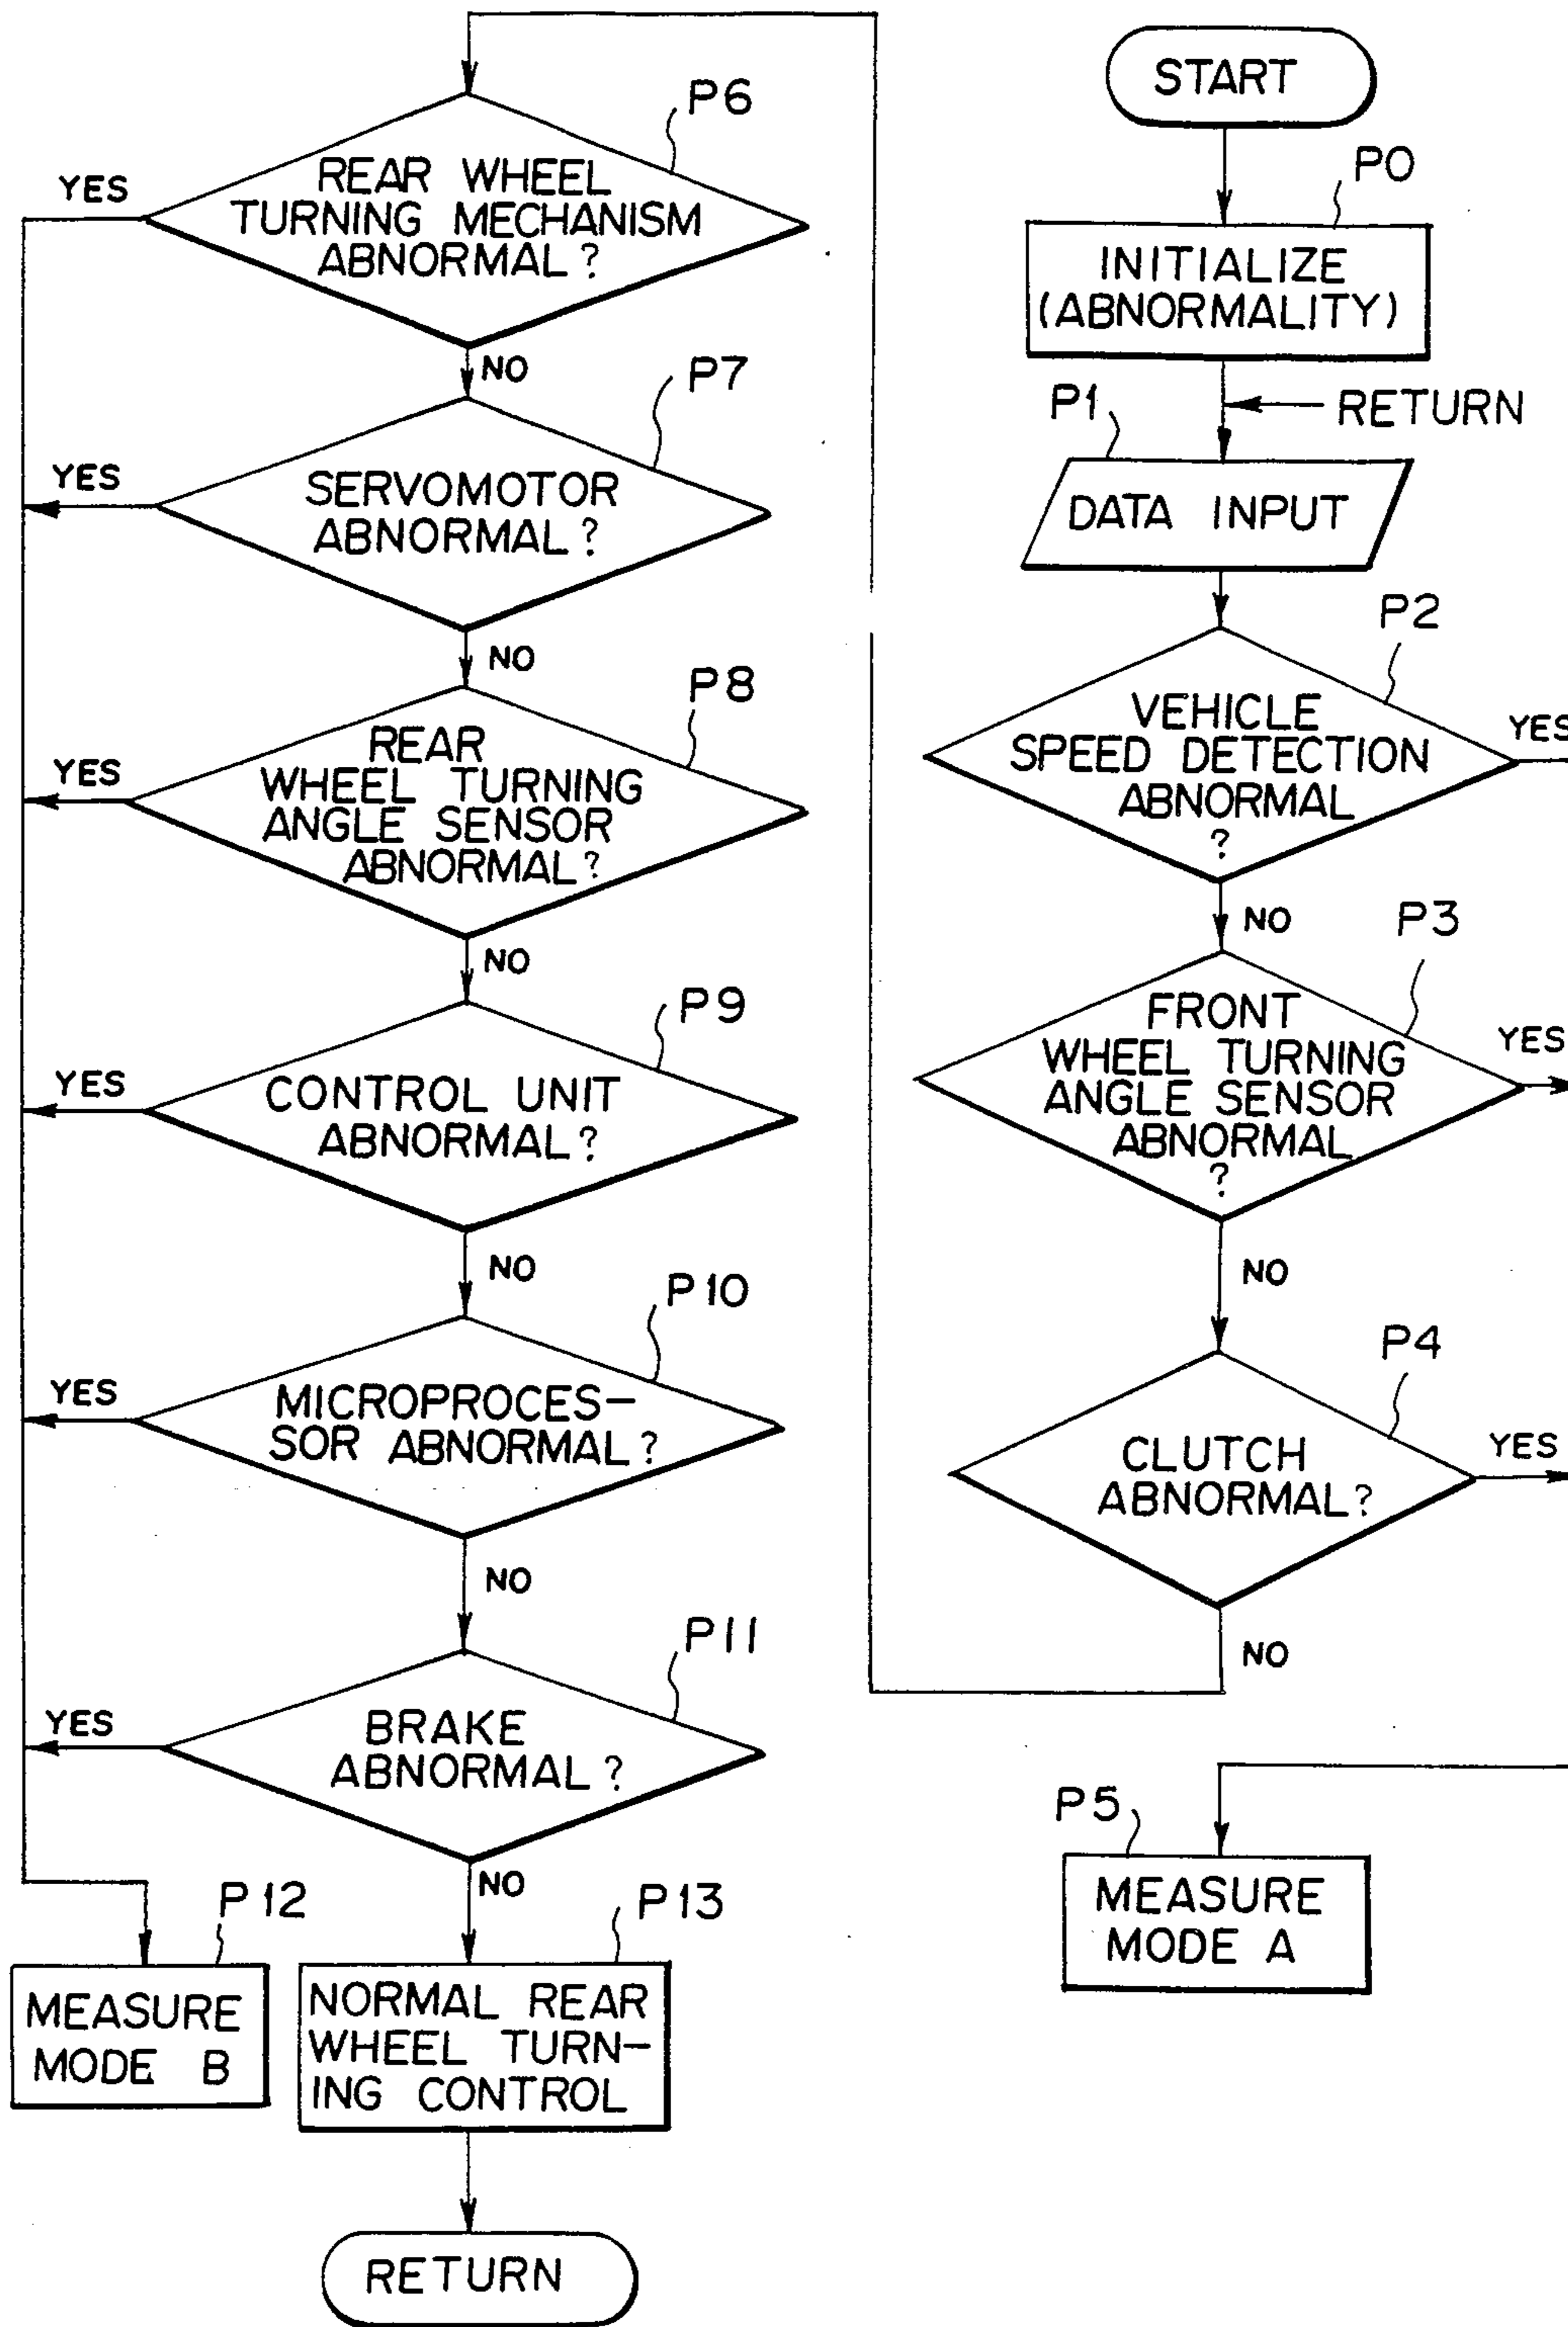 START
P0
INITIALIZE
(ABNORMALITY)
RETURN
P1
DATA INPUT
P2
VEHICLE
SPEED DETECTION
ABNORMAL
?
YES
NO
P3
FRONT
WHEEL TURNING
ANGLE SENSOR
ABNORMAL
?
YES
NO
P4
CLUTCH
ABNORMAL?
YES
NO
P5
MEASURE
MODE A
P6
REAR WHEEL
TURNING MECHANISM
ABNORMAL?
YES
NO
P7
SERVOMOTOR
ABNORMAL?
YES
NO
P8
REAR
WHEEL TURNING
ANGLE SENSOR
ABNORMAL?
YES
NO
P9
CONTROL UNIT
ABNORMAL?
YES
NO
P10
MICROPROCES-
SOR ABNORMAL?
YES
NO
P11
BRAKE
ABNORMAL?
YES
NO
P12
MEASURE
MODE B
P13
NORMAL REAR
WHEEL TURN-
ING CONTROL
RETURN